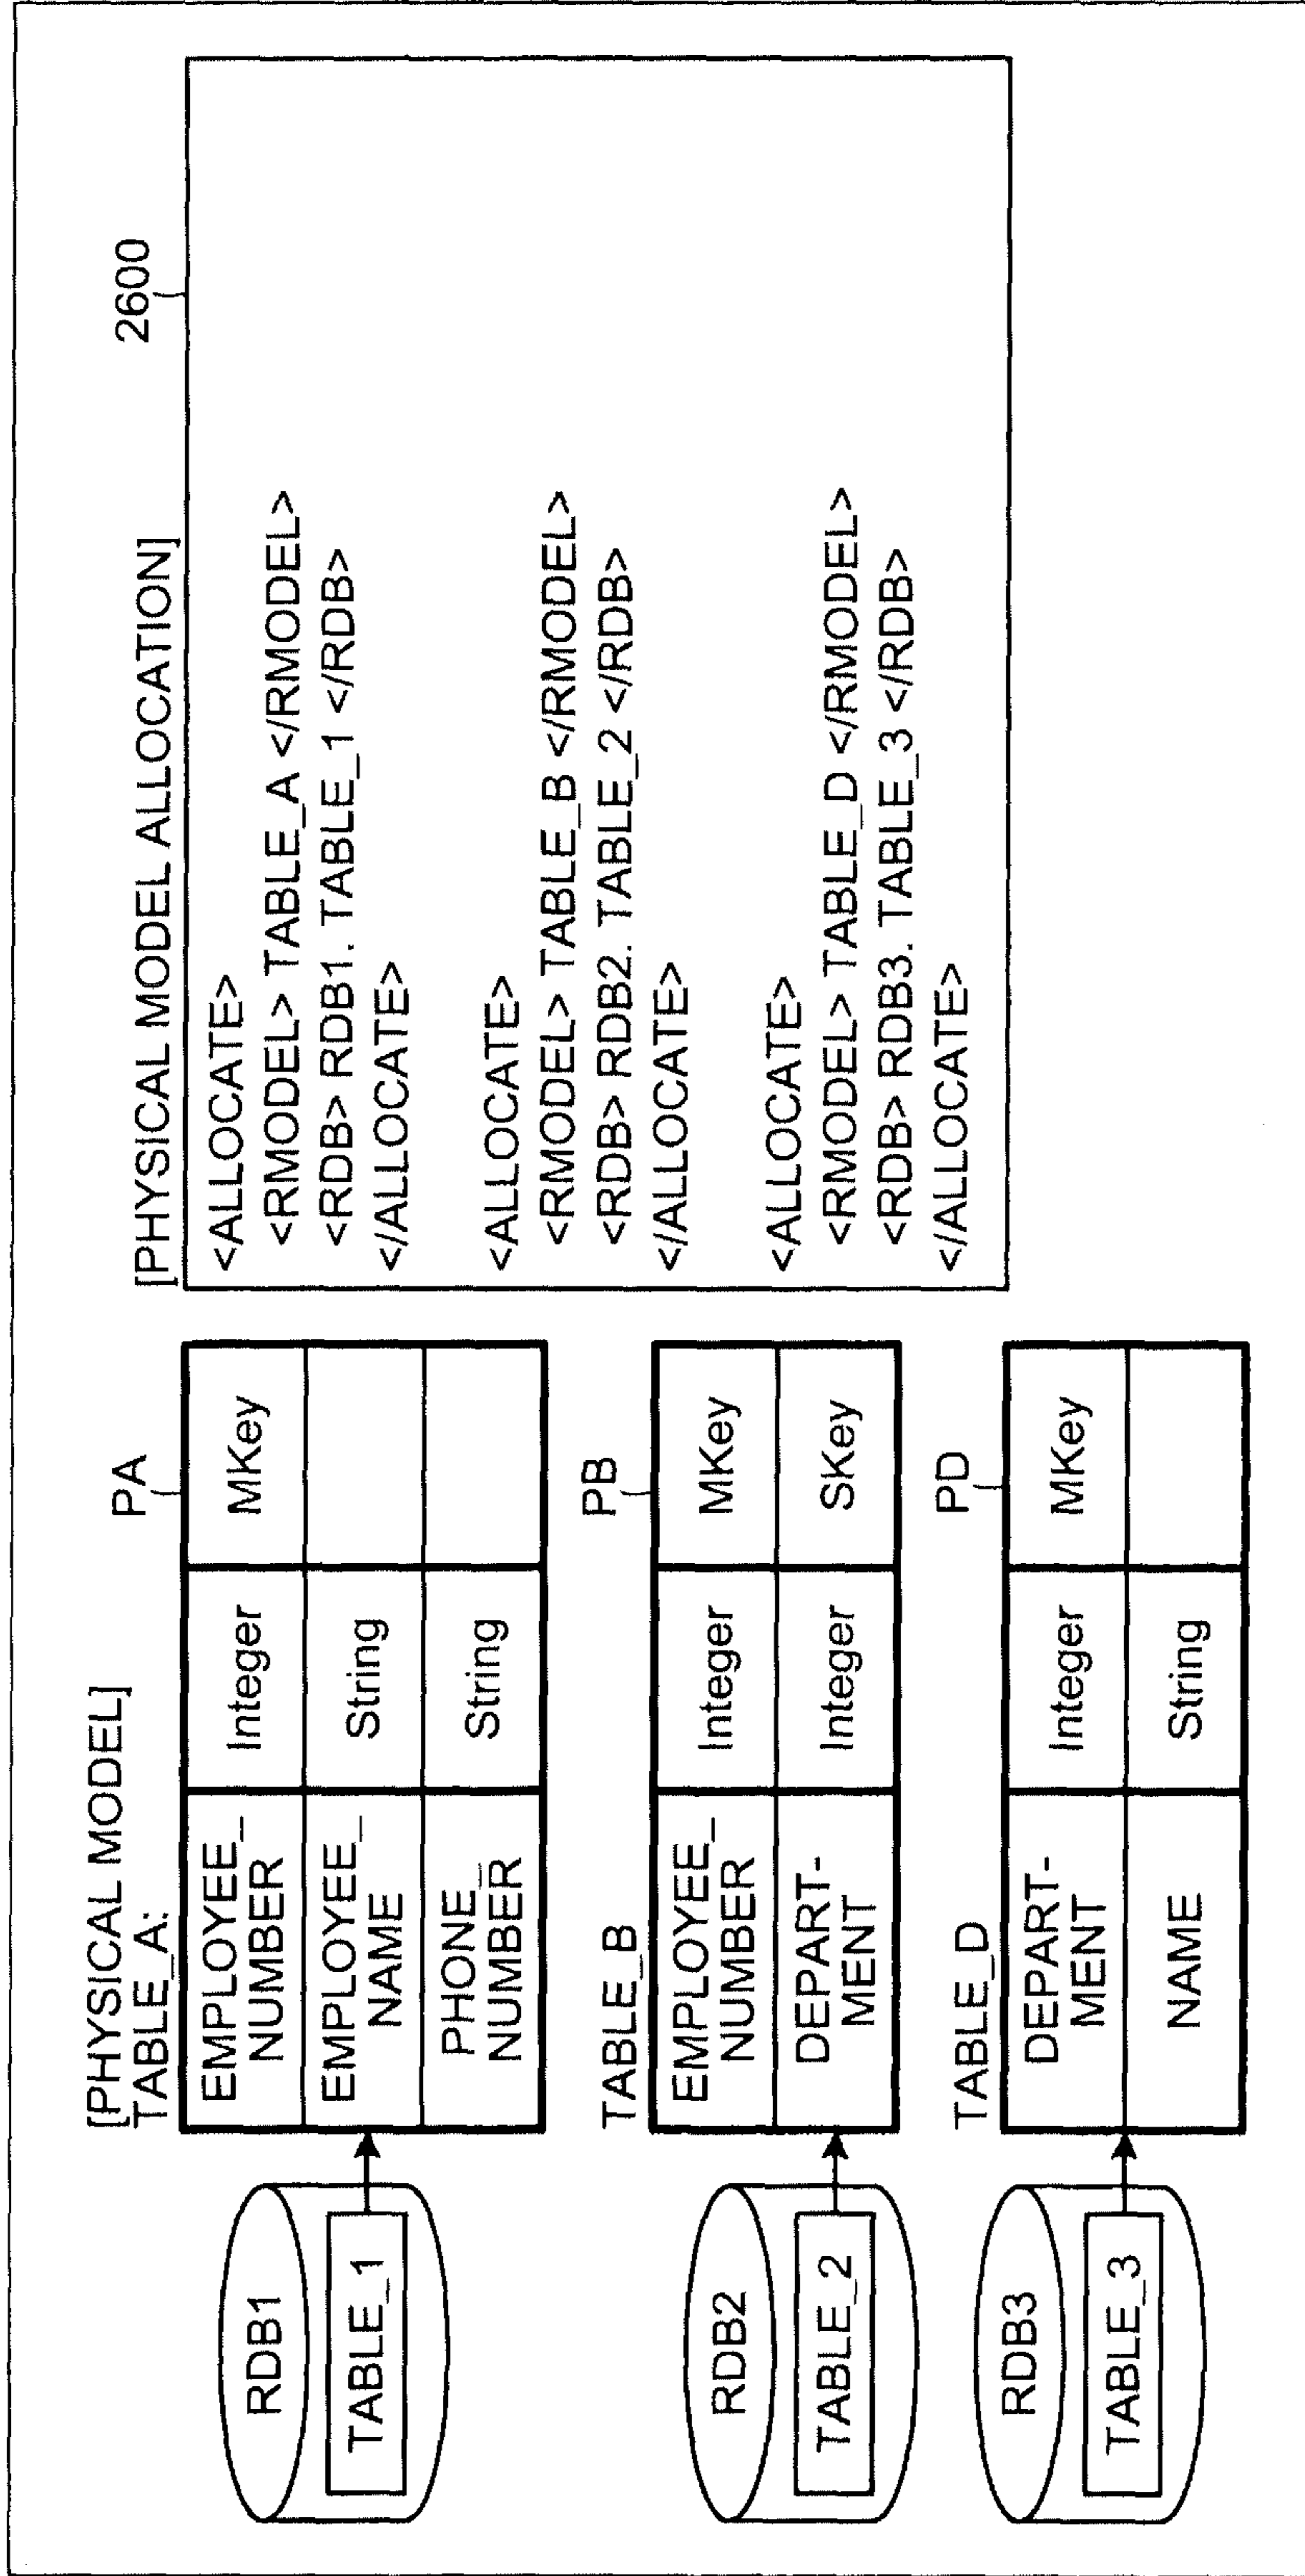 [PHYSICAL MODEL]
TABLE_A:
PA
RDB1
TABLE_1
EMPLOYEE_
NUMBER
Integer
MKey
EMPLOYEE_
NAME
String
PHONE_
NUMBER
String
TABLE_B
PB
RDB2
TABLE_2
EMPLOYEE_
NUMBER
Integer
MKey
DEPART-
MENT
Integer
SKey
TABLE_D
PD
RDB3
TABLE_3
DEPART-
MENT
Integer
MKey
NAME
String
[PHYSICAL MODEL ALLOCATION]
2600
<ALLOCATE>
<RMODEL> TABLE_A </RMODEL>
<RDB> RDB1. TABLE_1 </RDB>
</ALLOCATE>
<ALLOCATE>
<RMODEL> TABLE_B </RMODEL>
<RDB> RDB2. TABLE_2 </RDB>
</ALLOCATE>
<ALLOCATE>
<RMODEL> TABLE_D </RMODEL>
<RDB> RDB3. TABLE_3 </RDB>
</ALLOCATE>